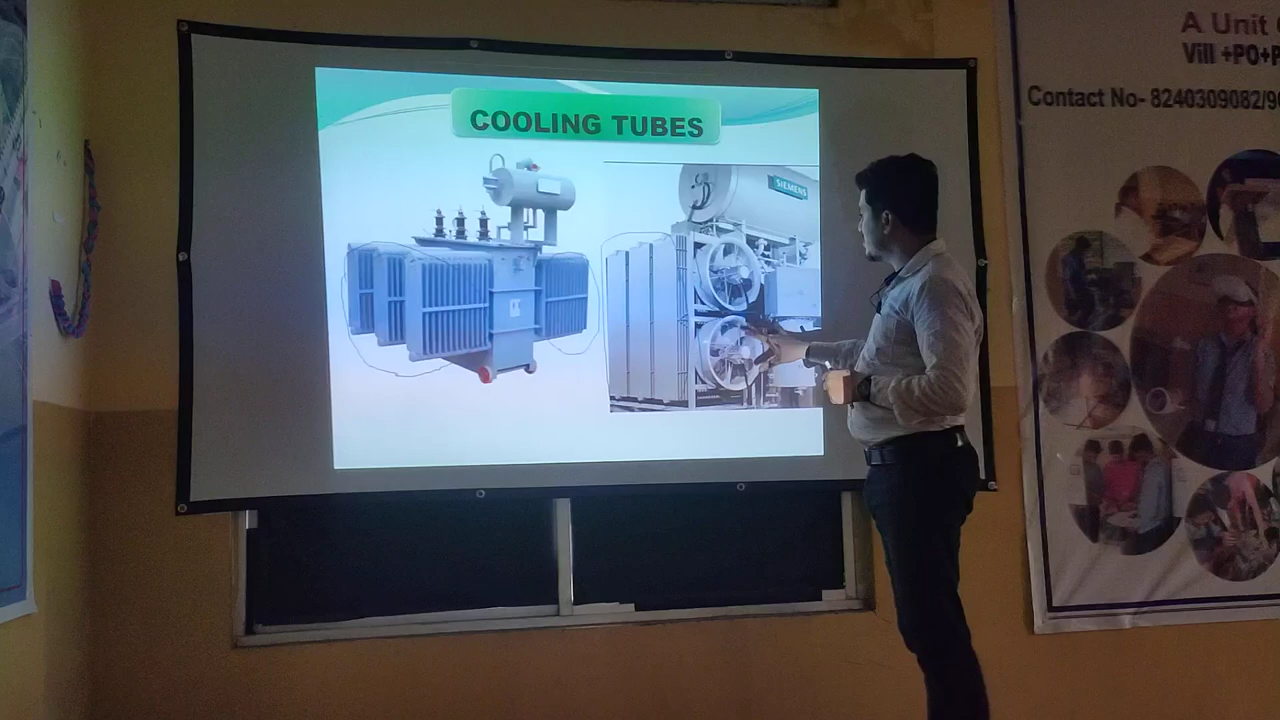 COOLING TUBES
SIEMENS
A Unit
Vill +PO+P
Contact No- 8240309082/9